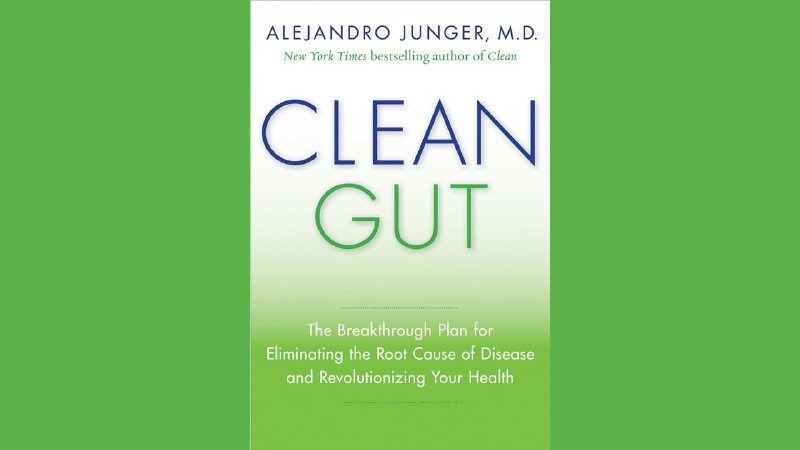 ALEJANDRO JUNGER, M.D.
New York Times bestselling author of Clean
CLEAN
GUT
The Breakthrough Plan for
Eliminating the Root Cause of Disease
and Revolutionizing Your Health